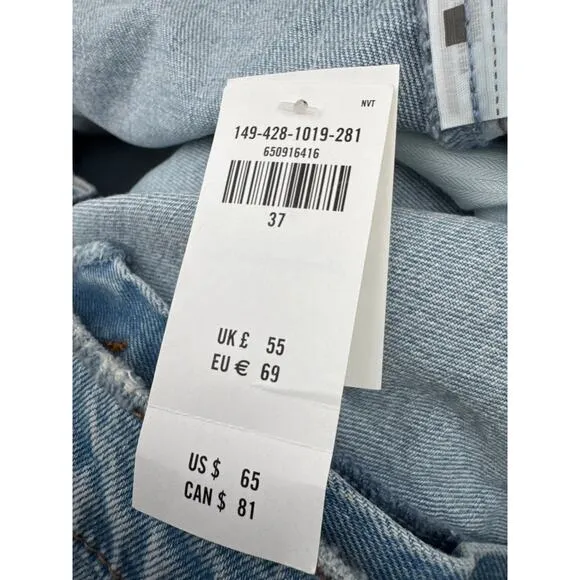 NVT
149-428-1019-281
650916416
37
UK £ 55
EU € 69
US $ 65
CAN $ 81